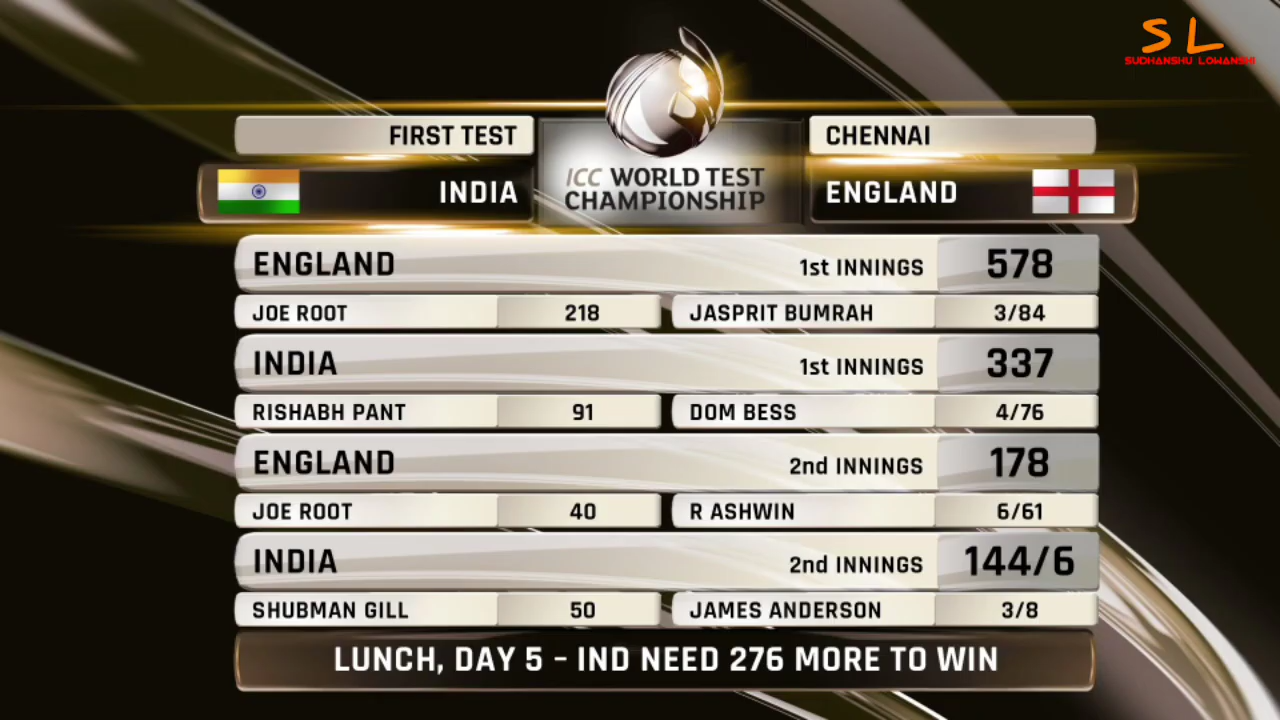 S L
SUDHANSHU LOWANSHI
FIRST TEST
CHENNAI
ICC WORLD TEST
CHAMPIONSHIP
INDIA
ENGLAND
ENGLAND 1st INNINGS 578
JOE ROOT 218 JASPRIT BUMRAH 3/84
INDIA 1st INNINGS 337
RISHABH PANT 91 DOM BESS 4/76
ENGLAND 2nd INNINGS 178
JOE ROOT 40 R ASHWIN 6/61
INDIA 2nd INNINGS 144/6
SHUBMAN GILL 50 JAMES ANDERSON 3/8
LUNCH, DAY 5 – IND NEED 276 MORE TO WIN